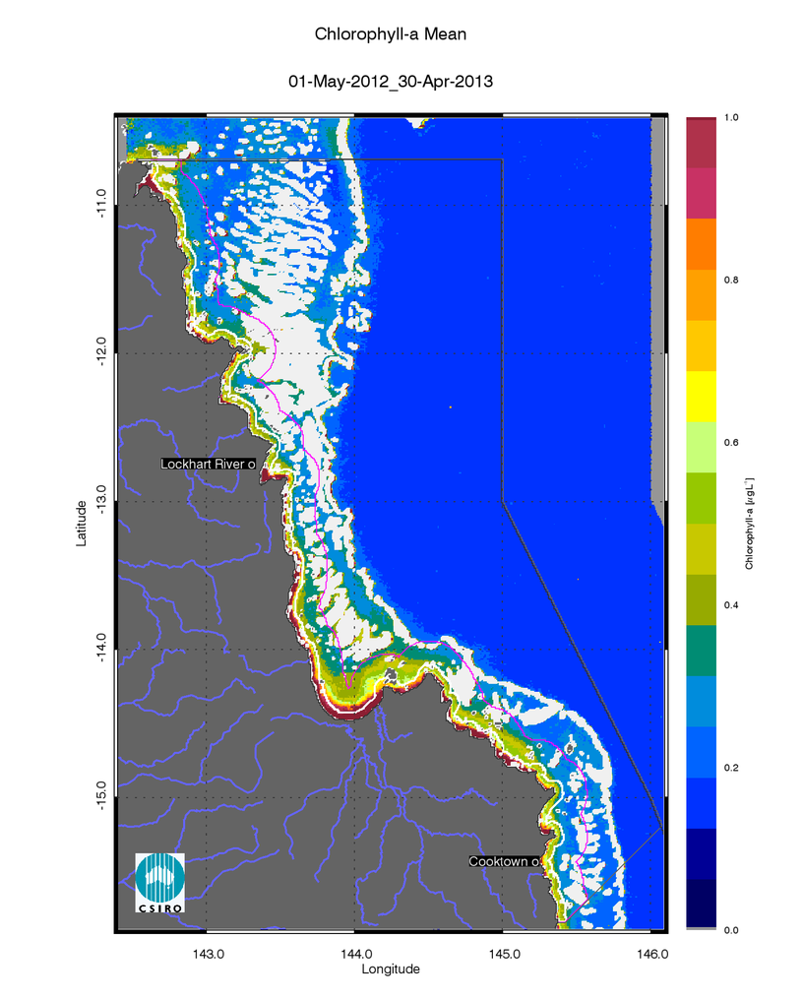 Chlorophyll-a Mean
01-May-2012_30-Apr-2013
1.0
-11.0
0.8
-12.0
0.6
Lockhart River o
-13.0
Latitude
Chlorophyll-a [µgL⁻¹]
0.4
-14.0
0.2
-15.0
Cooktown o
CSIRO
0.0
143.0 144.0 145.0 146.0
Longitude